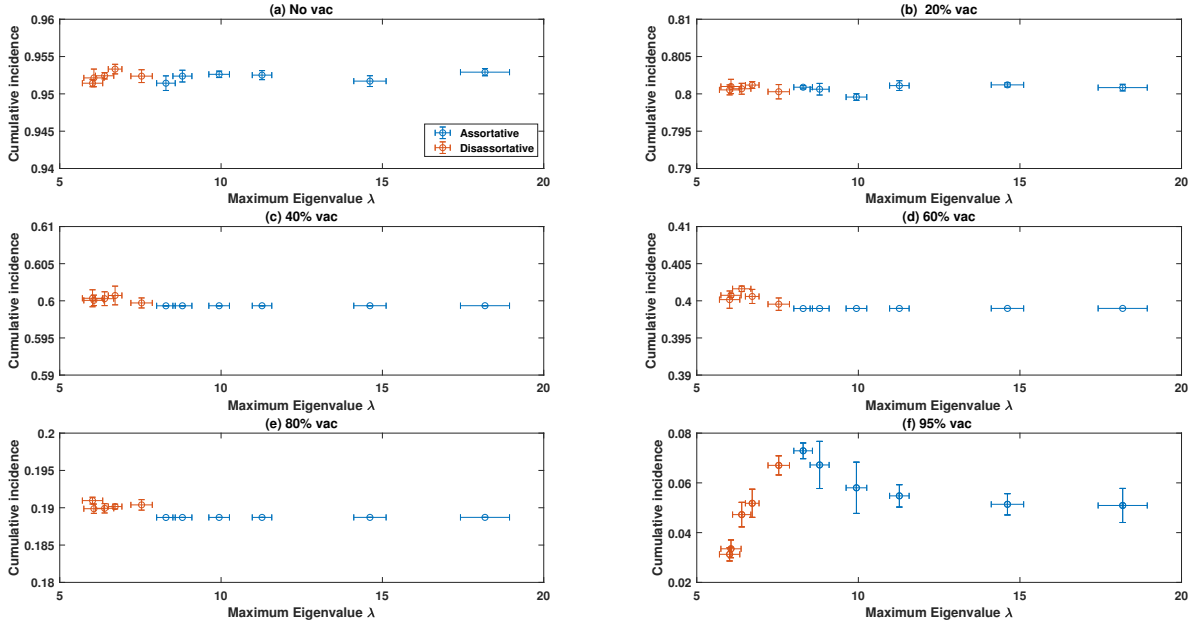 (a) No vac
0.96
0.955
0.95
0.945
0.94
Cumulative incidence
5
10
15
20
Maximum Eigenvalue λ
Assortative
Disassortative
(b) 20% vac
0.81
0.805
0.8
0.795
0.79
Cumulative incidence
5
10
15
20
Maximum Eigenvalue λ
(c) 40% vac
0.61
0.605
0.6
0.595
0.59
Cumulative incidence
5
10
15
20
Maximum Eigenvalue λ
(d) 60% vac
0.41
0.405
0.4
0.395
0.39
Cumulative incidence
5
10
15
20
Maximum Eigenvalue λ
(e) 80% vac
0.2
0.195
0.19
0.185
0.18
Cumulative incidence
5
10
15
20
Maximum Eigenvalue λ
(f) 95% vac
0.08
0.06
0.04
0.02
Cumulative incidence
5
10
15
20
Maximum Eigenvalue λ